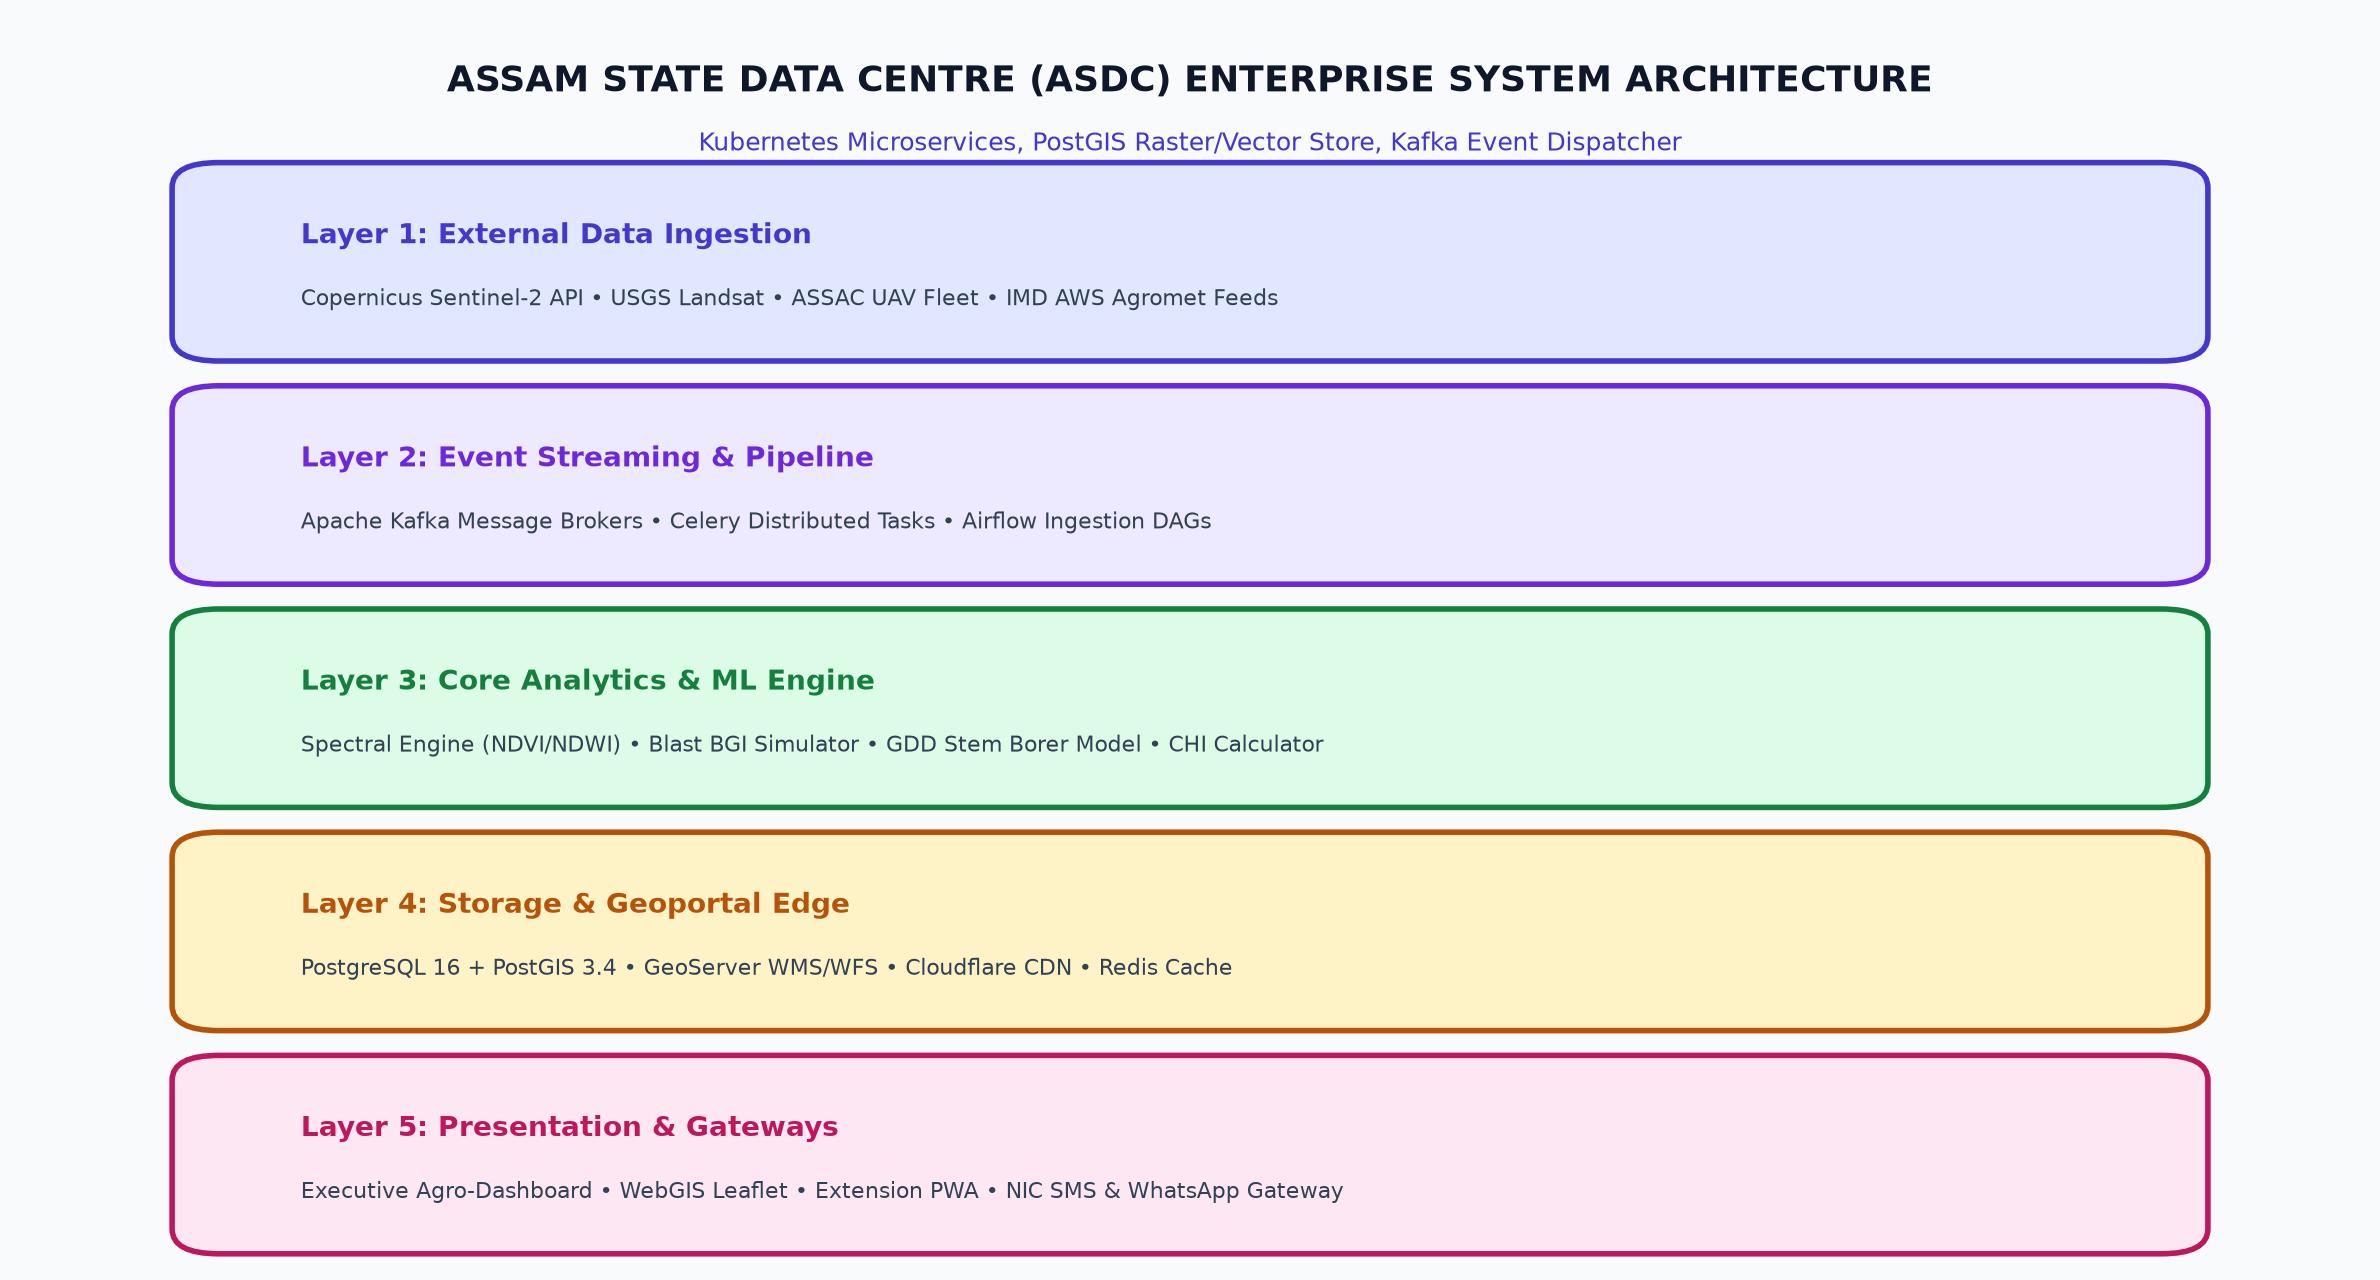 ASSAM STATE DATA CENTRE (ASDC) ENTERPRISE SYSTEM ARCHITECTURE
Kubernetes Microservices, PostGIS Raster/Vector Store, Kafka Event Dispatcher
Layer 1: External Data Ingestion
Copernicus Sentinel-2 API • USGS Landsat • ASSAC UAV Fleet • IMD AWS Agromet Feeds
Layer 2: Event Streaming & Pipeline
Apache Kafka Message Brokers • Celery Distributed Tasks • Airflow Ingestion DAGs
Layer 3: Core Analytics & ML Engine
Spectral Engine (NDVI/NDWI) • Blast BGI Simulator • GDD Stem Borer Model • CHI Calculator
Layer 4: Storage & Geoportal Edge
PostgreSQL 16 + PostGIS 3.4 • GeoServer WMS/WFS • Cloudflare CDN • Redis Cache
Layer 5: Presentation & Gateways
Executive Agro-Dashboard • WebGIS Leaflet • Extension PWA • NIC SMS & WhatsApp Gateway